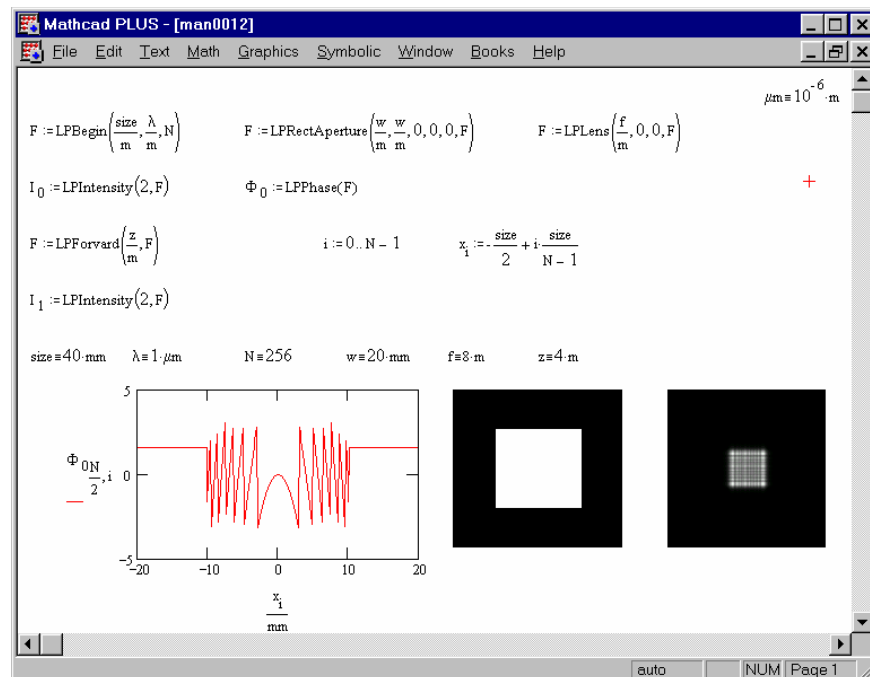 Mathcad PLUS - [man0012]
File Edit Text Math Graphics Symbolic Window Books Help
μm≡10^-6·m
F := LPBegin(size/m, λ/m, N) F := LPRectAperture(w/m, w/m, 0, 0, 0, F) F := LPLens(f/m, 0, 0, F)
I_0 := LPIntensity(2, F) Φ_0 := LPPhase(F)
F := LPForvard(z/m, F) i := 0.. N − 1 x_i := -size/2 + i·size/(N − 1)
I_1 := LPIntensity(2, F)
size≡40·mm λ≡1·μm N≡256 w≡20·mm f≡8·m z≡4·m
5
Φ_0 N/2, i
0
−5
−20 −10 0 10 20
x_i/mm
auto NUM Page 1